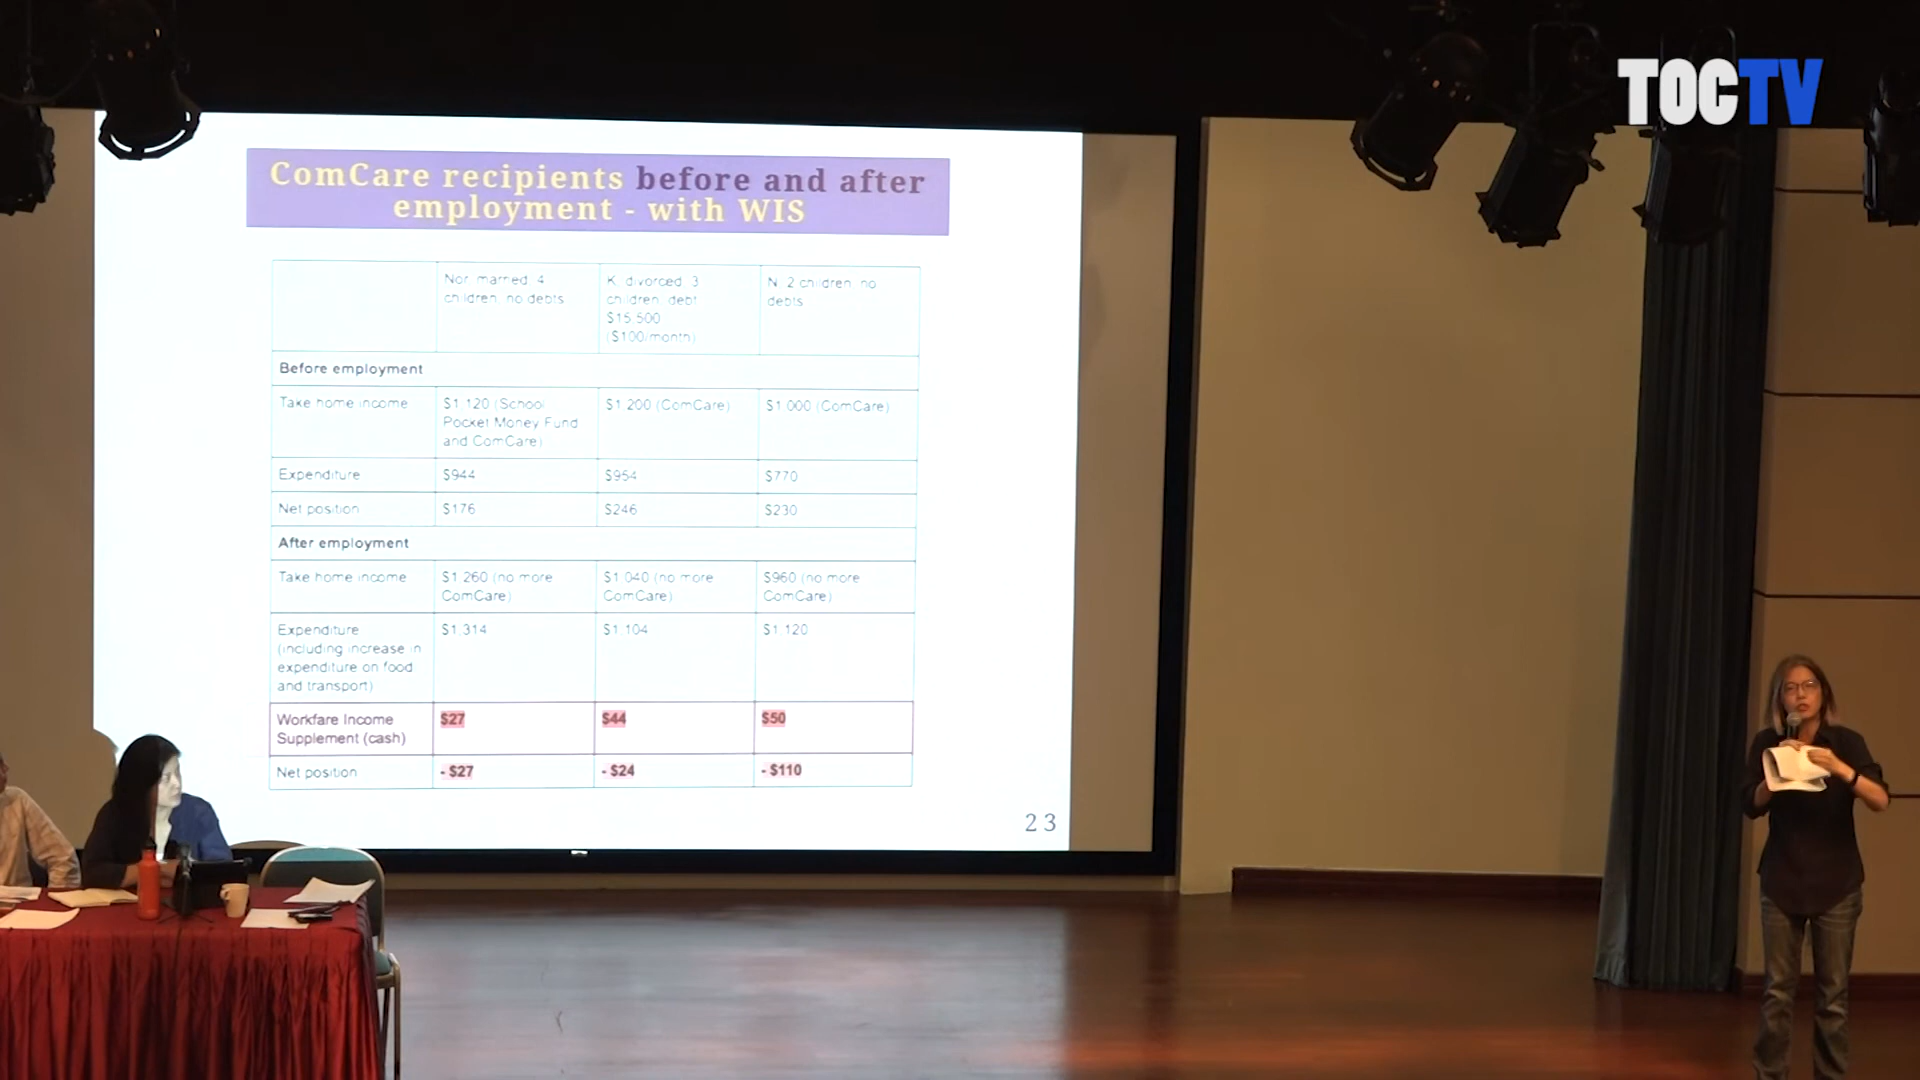 TOCTV
ComCare recipients before and after
employment - with WIS
Nor, married, 4
children, no debts
K, divorced, 3
children, debt
$15,500
($100/month)
N, 2 children, no
debts
Before employment
Take home income
$1,120 (School
Pocket Money Fund
and ComCare)
$1,200 (ComCare)
$1,000 (ComCare)
Expenditure
$944
$954
$770
Net position
$176
$246
$230
After employment
Take home income
$1,260 (no more
ComCare)
$1,040 (no more
ComCare)
$960 (no more
ComCare)
Expenditure
(including increase in
expenditure on food
and transport)
$1,314
$1,104
$1,120
Workfare Income
Supplement (cash)
$27
$44
$50
Net position
- $27
- $24
- $110
23